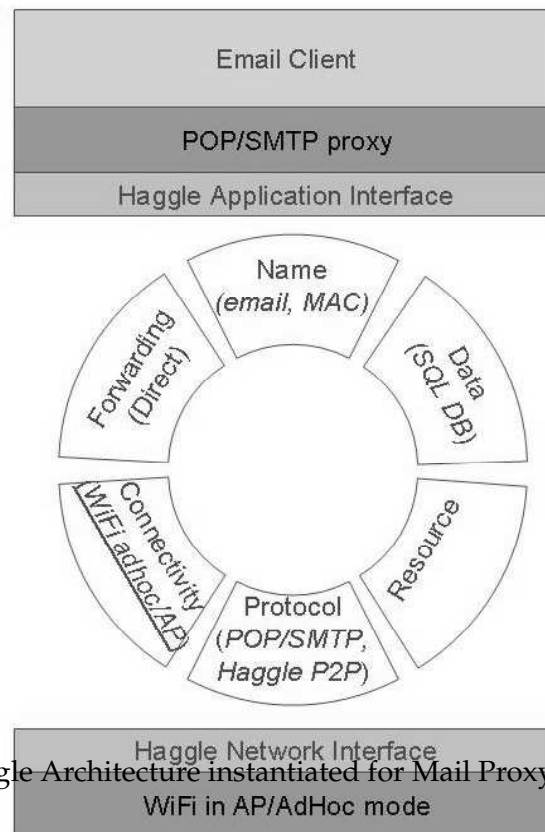 Email Client
POP/SMTP proxy
Haggle Application Interface
Name
(email, MAC)
Forwarding
(Direct)
Data
(SQL DB)
Connectivity
(WiFi adhoc/AP)
Resource
Protocol
(POP/SMTP,
Haggle P2P)
Haggle Network Interface
gle Architecture instantiated for Mail Proxy
WiFi in AP/AdHoc mode